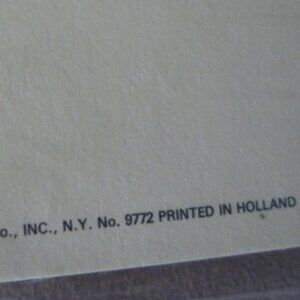 o., INC., N.Y. No. 9772 PRINTED IN HOLLAND